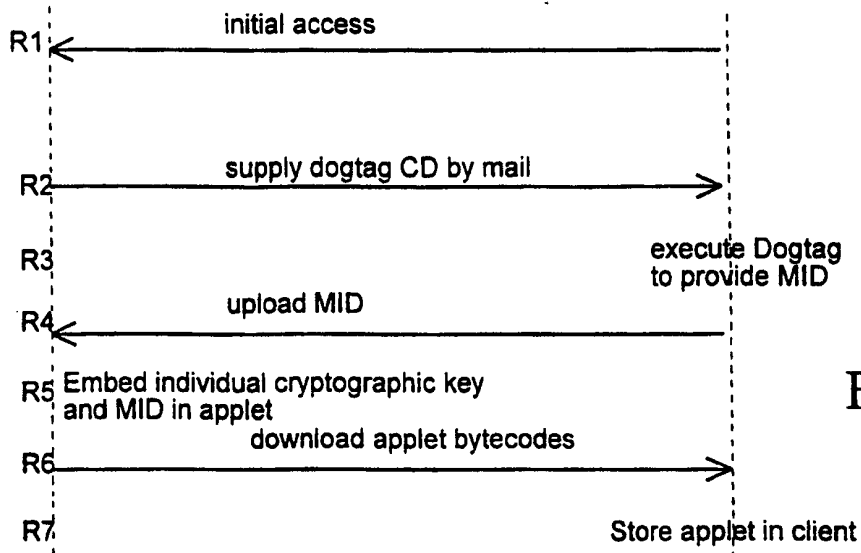 initial access
R1
supply dogtag CD by mail
R2
R3
execute Dogtag
to provide MID
upload MID
R4
R5
Embed individual cryptographic key
and MID in applet
download applet bytecodes
R6
R7
Store applet in client